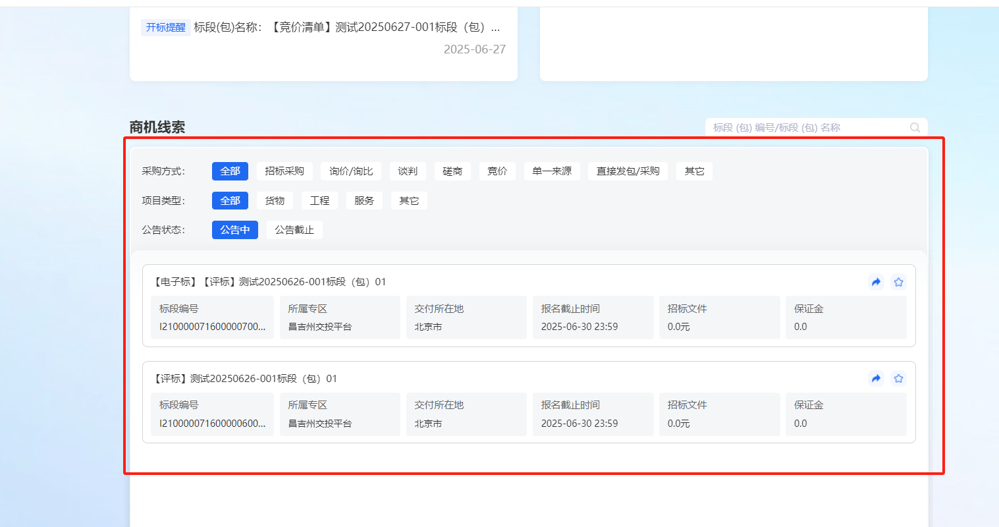 开标提醒 标段(包)名称：【竞价清单】测试20250627-001标段（包）...
2025-06-27
商机线索
标段 (包) 编号/标段 (包) 名称
采购方式： 全部 招标采购 询价/询比 谈判 磋商 竞价 单一来源 直接发包/采购 其它
项目类型： 全部 货物 工程 服务 其它
公告状态： 公告中 公告截止
【电子标】【评标】测试20250626-001标段（包）01
标段编号 所属专区 交付所在地 报名截止时间 招标文件 保证金
I210000071600000700... 昌吉州交投平台 北京市 2025-06-30 23:59 0.0元 0.0
【评标】测试20250626-001标段（包）01
标段编号 所属专区 交付所在地 报名截止时间 招标文件 保证金
I210000071600000600... 昌吉州交投平台 北京市 2025-06-30 23:59 0.0元 0.0